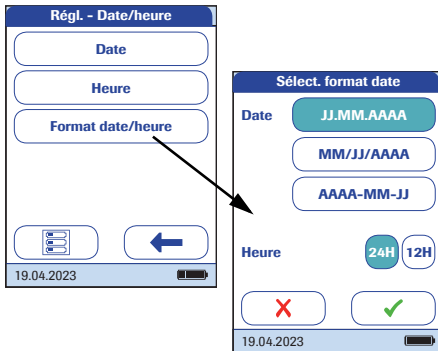 Régl. - Date/heure
Date
Heure
Format date/heure
19.04.2023
Sélect. format date
Date
JJ.MM.AAAA
MM/JJ/AAAA
AAAA-MM-JJ
Heure
24H
12H
19.04.2023